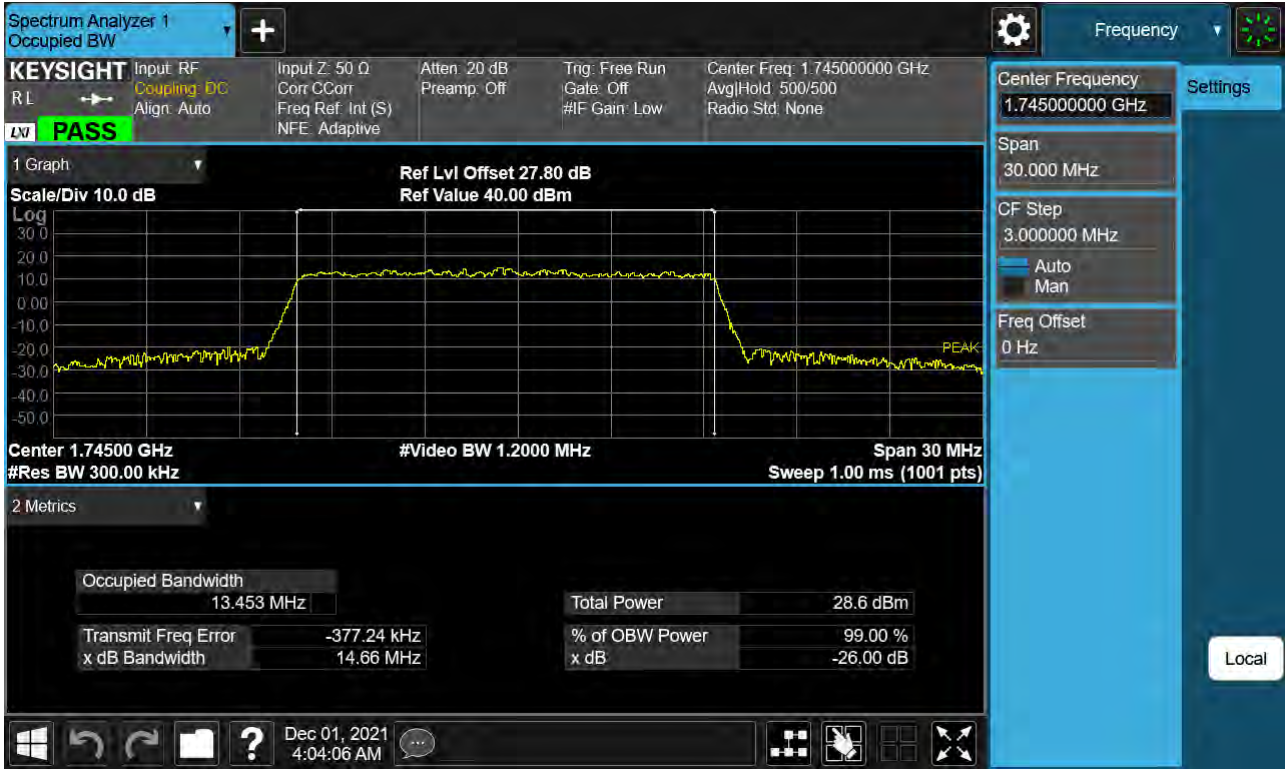 Spectrum Analyzer 1
Occupied BW
Frequency
KEYSIGHT
R L
LXI
PASS
Input: RF
Coupling: DC
Align: Auto
Input Z: 50 Ω
Corr CCorr
Freq Ref: Int (S)
NFE: Adaptive
Atten: 20 dB
Preamp: Off
Trig: Free Run
Gate: Off
#IF Gain: Low
Center Freq: 1.745000000 GHz
Avg|Hold: 500/500
Radio Std: None
Center Frequency
1.745000000 GHz
Settings
Span
30.000 MHz
CF Step
3.000000 MHz
Auto
Man
Freq Offset
0 Hz
1 Graph
Scale/Div 10.0 dB
Ref Lvl Offset 27.80 dB
Ref Value 40.00 dBm
Log
30.0
20.0
10.0
0.00
-10.0
-20.0
-30.0
-40.0
-50.0
PEAK
Center 1.74500 GHz
#Video BW 1.2000 MHz
Span 30 MHz
#Res BW 300.00 kHz
Sweep 1.00 ms (1001 pts)
2 Metrics
Occupied Bandwidth
13.453 MHz
Total Power 28.6 dBm
Transmit Freq Error -377.24 kHz
% of OBW Power 99.00 %
x dB Bandwidth 14.66 MHz
x dB -26.00 dB
Local
Dec 01, 2021
4:04:06 AM